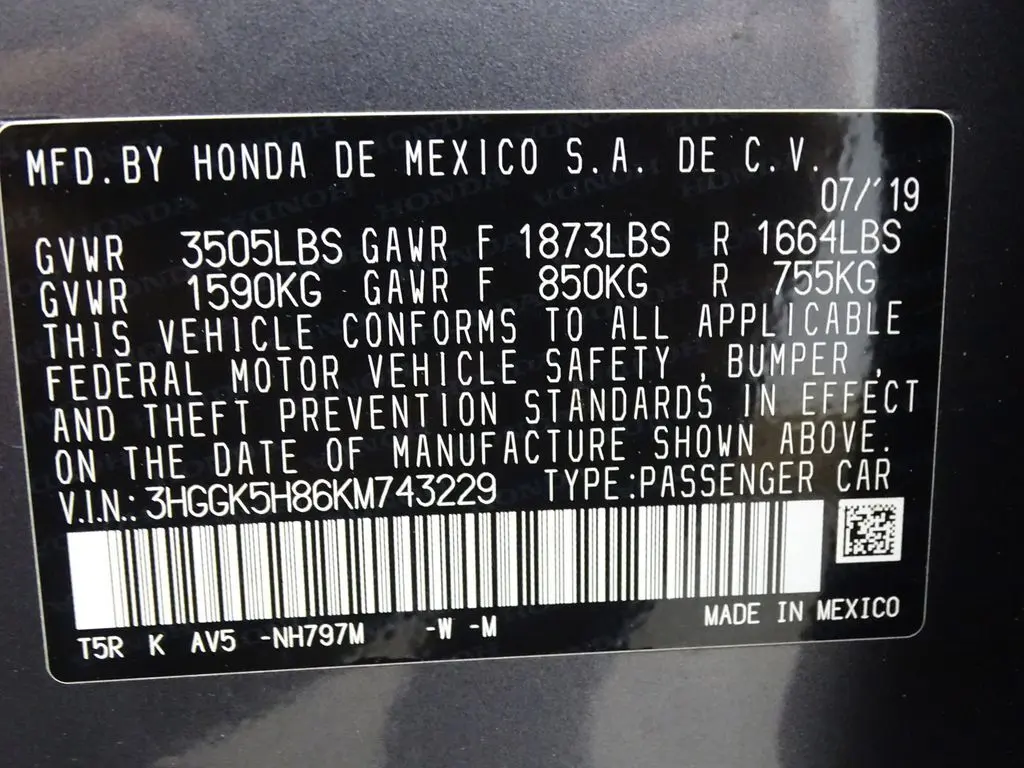 MFD.BY HONDA DE MEXICO S.A. DE C.V.
07/'19
GVWR 3505LBS GAWR F 1873LBS R 1664LBS
GVWR 1590KG GAWR F 850KG R 755KG
THIS VEHICLE CONFORMS TO ALL APPLICABLE
FEDERAL MOTOR VEHICLE SAFETY , BUMPER ,
AND THEFT PREVENTION STANDARDS IN EFFECT
ON THE DATE OF MANUFACTURE SHOWN ABOVE.
V.I.N.: 3HGGK5H86KM743229 TYPE:PASSENGER CAR
MADE IN MEXICO
T5R K AV5 -NH797M -W -M